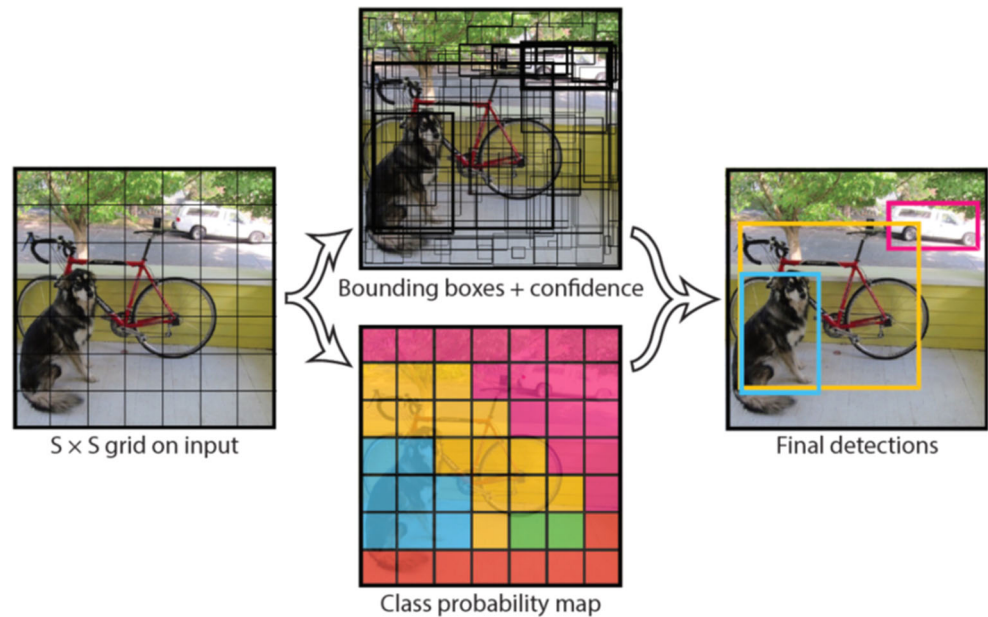 S × S grid on input
Bounding boxes + confidence
Class probability map
Final detections